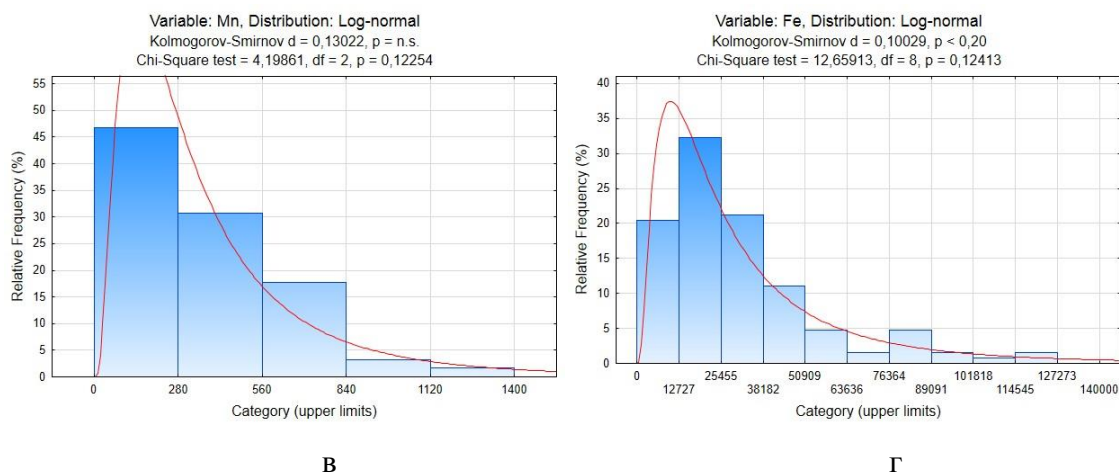 Variable: Mn, Distribution: Log-normal
Kolmogorov-Smirnov d = 0,13022, p = n.s.
Chi-Square test = 4,19861, df = 2, p = 0,12254
55
50
45
40
35
30
25
20
15
10
5
0
Relative Frequency (%)
0 280 560 840 1120 1400
Category (upper limits)
в
Variable: Fe, Distribution: Log-normal
Kolmogorov-Smirnov d = 0,10029, p < 0,20
Chi-Square test = 12,65913, df = 8, p = 0,12413
40
35
30
25
20
15
10
5
0
Relative Frequency (%)
0 25455 50909 76364 101818 127273
12727 38182 63636 89091 114545 140000
Category (upper limits)
г